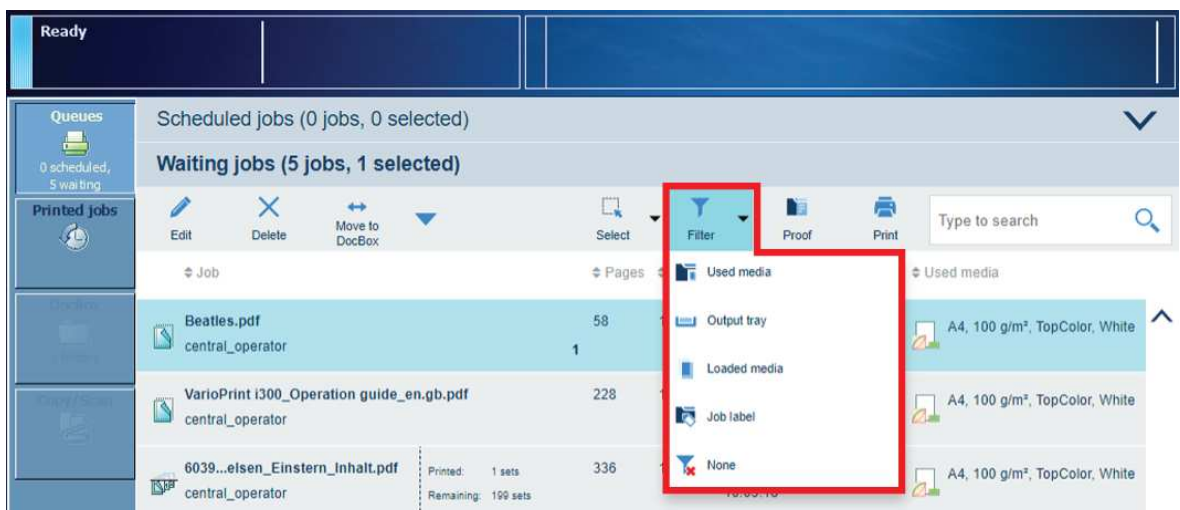 Ready
Queues
0 scheduled,
5 waiting
Printed jobs
Copy/Scan
Scheduled jobs (0 jobs, 0 selected)
Waiting jobs (5 jobs, 1 selected)
Edit
Delete
Move to
DocBox
Select
Filter
Proof
Print
Type to search
Job
Pages
Used media
Used media
Output tray
Loaded media
Job label
None
Beatles.pdf
central_operator
58
1
A4, 100 g/m², TopColor, White
VarioPrint i300_Operation guide_en.gb.pdf
central_operator
228
A4, 100 g/m², TopColor, White
6039...elsen_Einstern_Inhalt.pdf
central_operator
Printed: 1 sets
Remaining: 199 sets
336
A4, 100 g/m², TopColor, White